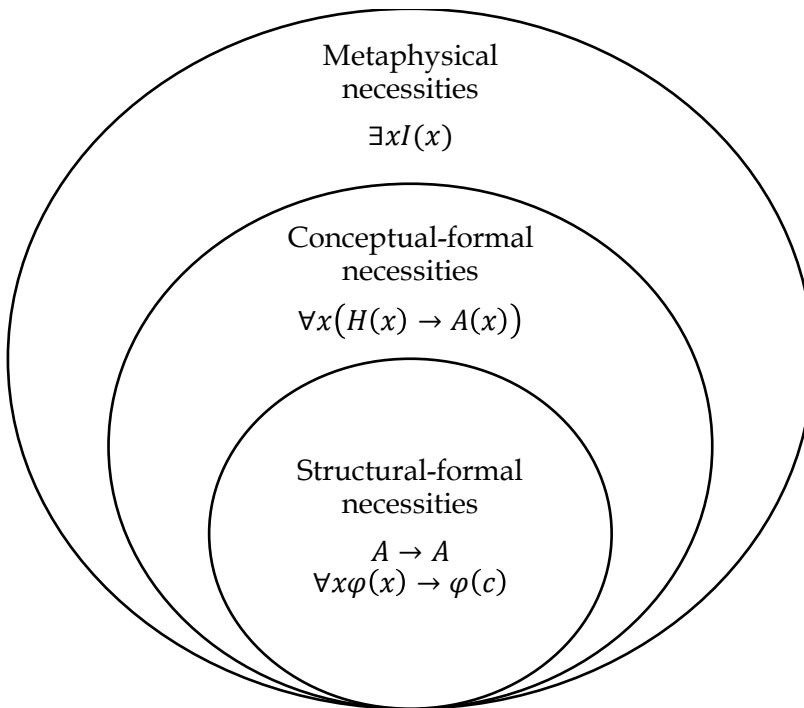 Metaphysical
necessities
∃xI(x)
Conceptual-formal
necessities
∀x(H(x) → A(x))
Structural-formal
necessities
A → A
∀xφ(x) → φ(c)